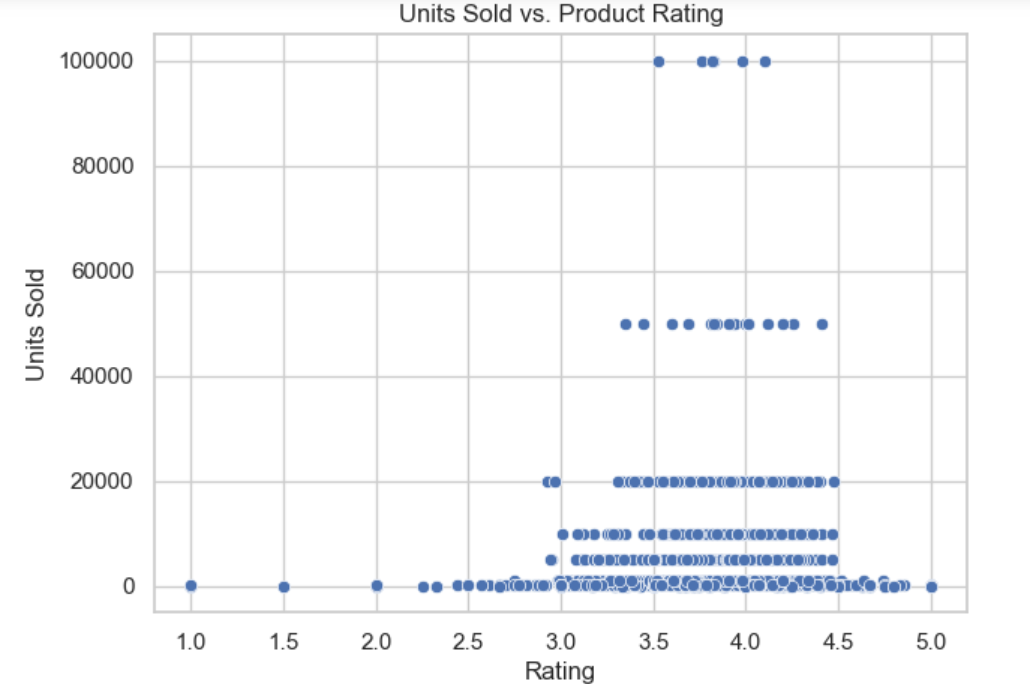 Units Sold vs. Product Rating
Units Sold
100000
80000
60000
40000
20000
0
1.0 1.5 2.0 2.5 3.0 3.5 4.0 4.5 5.0
Rating